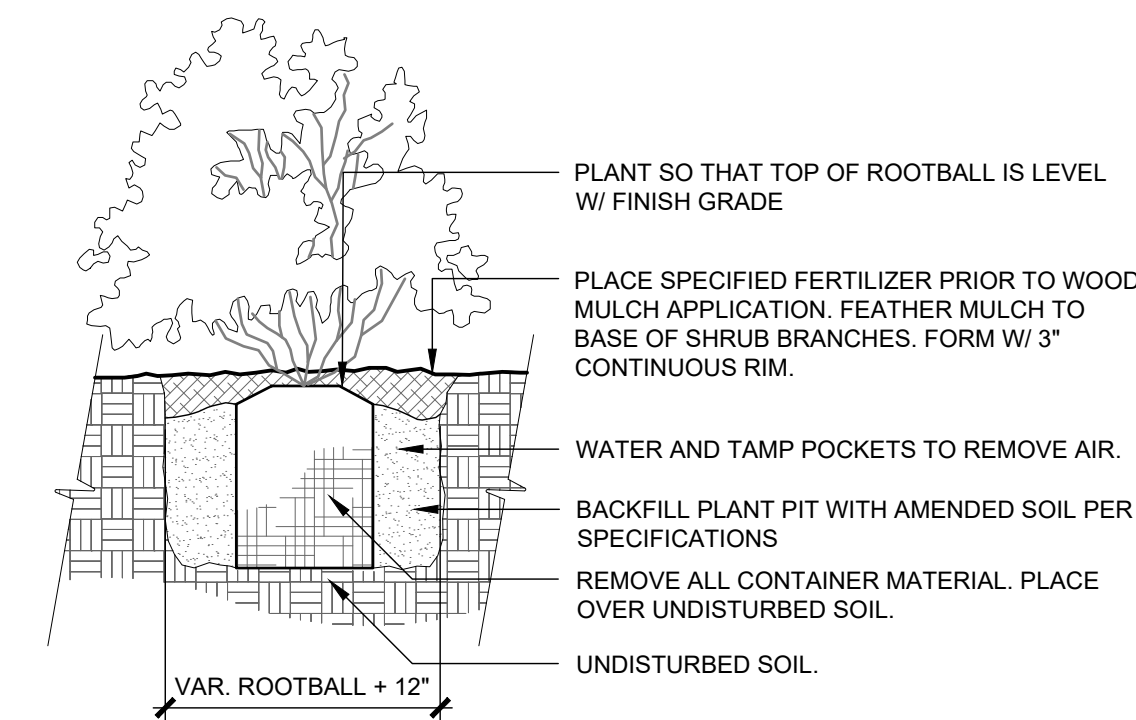 PLANT SO THAT TOP OF ROOTBALL IS LEVEL
W/ FINISH GRADE
PLACE SPECIFIED FERTILIZER PRIOR TO WOOD
MULCH APPLICATION. FEATHER MULCH TO
BASE OF SHRUB BRANCHES. FORM W/ 3"
CONTINUOUS RIM.
WATER AND TAMP POCKETS TO REMOVE AIR.
BACKFILL PLANT PIT WITH AMENDED SOIL PER
SPECIFICATIONS
REMOVE ALL CONTAINER MATERIAL. PLACE
OVER UNDISTURBED SOIL.
UNDISTURBED SOIL.
VAR. ROOTBALL + 12"